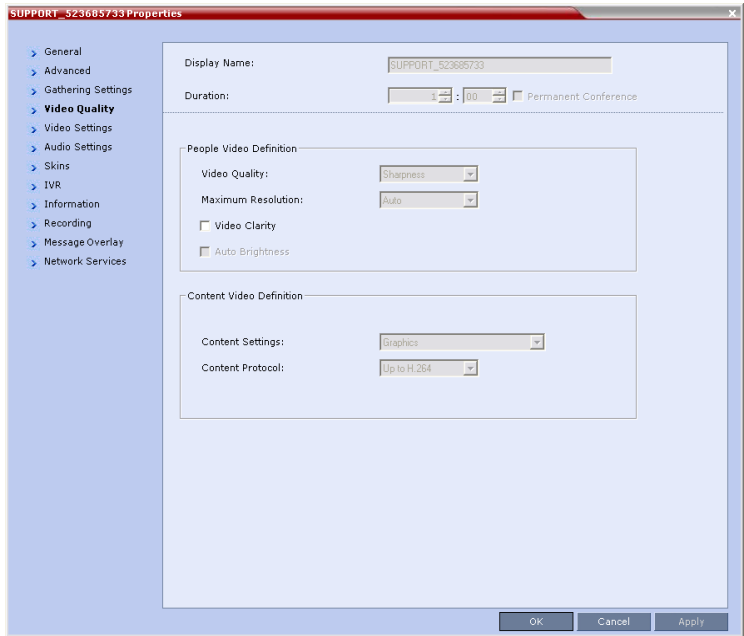 SUPPORT_523685733 Properties
General
Advanced
Gathering Settings
Video Quality
Video Settings
Audio Settings
Skins
IVR
Information
Recording
Message Overlay
Network Services
Display Name: SUPPORT_523685733
Duration: 1 : 00 Permanent Conference
People Video Definition
Video Quality: Sharpness
Maximum Resolution: Auto
Video Clarity
Auto Brightness
Content Video Definition
Content Settings: Graphics
Content Protocol: Up to H.264
OK Cancel Apply